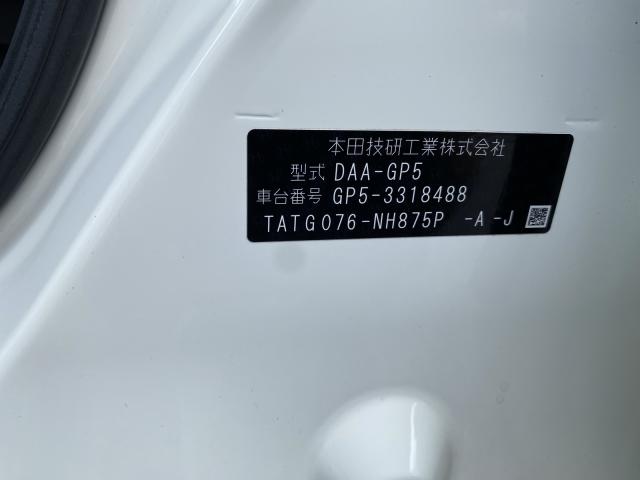 本田技研工業株式会社
型式 DAA-GP5
車台番号 GP5-3318488
TATG076-NH875P -A -J